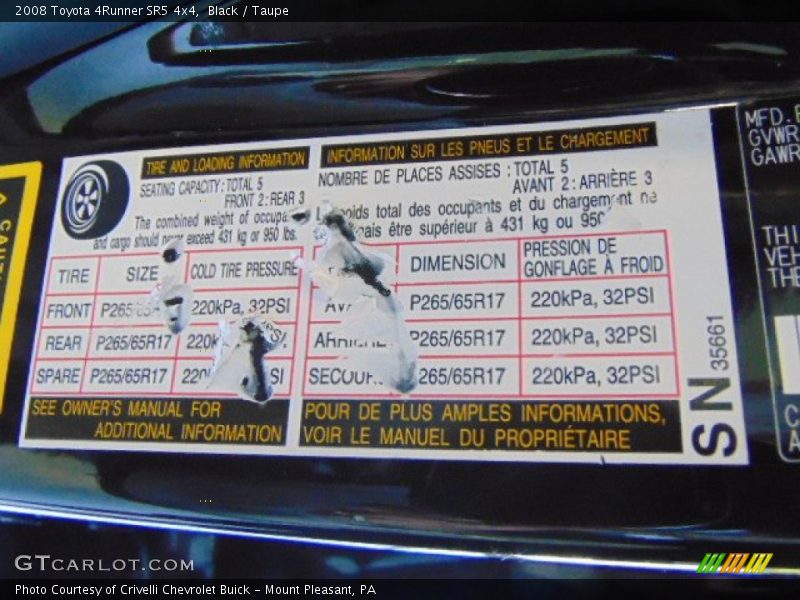 2008 Toyota 4Runner SR5 4x4, Black / Taupe
TIRE AND LOADING INFORMATION
SEATING CAPACITY : TOTAL 5
FRONT 2 : REAR 3
The combined weight of
and cargo should never exceed 431 kg or 950 lbs.
TIRE SIZE COLD TIRE PRESSURE
FRONT 220kPa, 32PSI
REAR P265/65R17
SPARE P265/65R17
SEE OWNER'S MANUAL FOR
ADDITIONAL INFORMATION
INFORMATION SUR LES PNEUS ET LE CHARGEMENT
NOMBRE DE PLACES ASSISES : TOTAL 5
AVANT 2 : ARRIÈRE 3
total des occupants et du chargement ne
être supérieur à 431 kg ou
DIMENSION PRESSION DE
GONFLAGE À FROID
P265/65R17 220kPa, 32PSI
P265/65R17 220kPa, 32PSI
265/65R17 220kPa, 32PSI
POUR DE PLUS AMPLES INFORMATIONS,
VOIR LE MANUEL DU PROPRIÉTAIRE
SN 35661
CAUTI
MFD.
GVWR
GAWR
THI
VEH
THE
GTCARLOT.COM
Photo Courtesy of Crivelli Chevrolet Buick - Mount Pleasant, PA